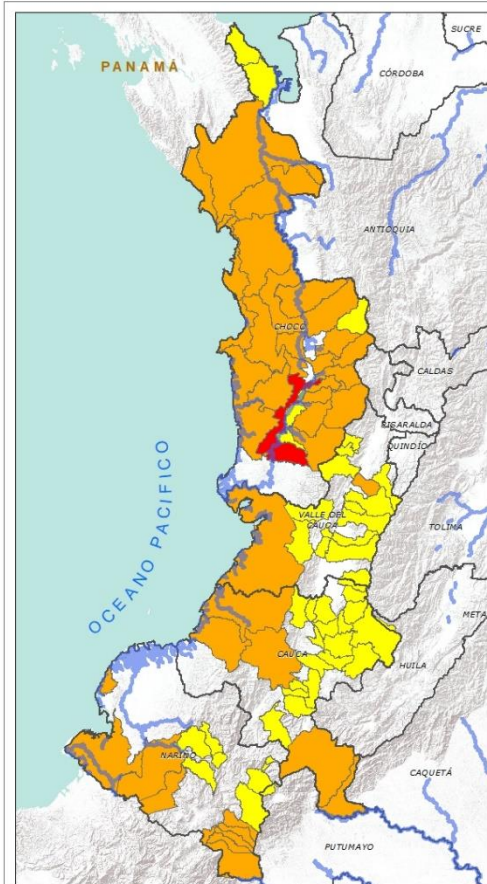 SUCRE
PANAMÁ
CÓRDOBA
ANTIOQUIA
CHOCÓ
CALDAS
RISARALDA
QUINDÍO
OCEANO PACÍFICO
VALLE DEL
CAUCA
TOLIMA
META
CAUCA
HUILA
NARIÑO
CAQUETÁ
PUTUMAYO